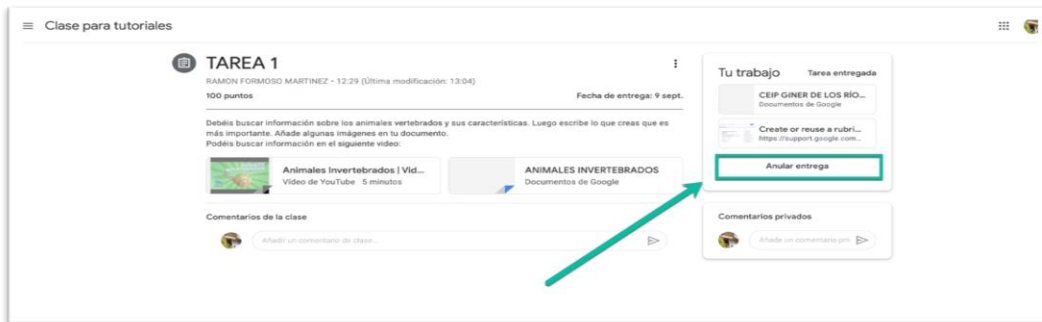 Clase para tutoriales
TAREA 1
RAMON FORMOSO MARTINEZ • 12:29 (Última modificación: 13:04)
100 puntos
Fecha de entrega: 9 sept.
Debéis buscar información sobre los animales vertebrados y sus características. Luego escribe lo que creas que es
más importante. Añade algunas imágenes en tu documento.
Podéis buscar información en el siguiente video:
Animales Invertebrados | Vid...
Vídeo de YouTube 5 minutos
ANIMALES INVERTEBRADOS
Documentos de Google
Comentarios de la clase
Añadir un comentario de clase...
Tu trabajo
Tarea entregada
CEIP GINER DE LOS RÍO...
Documentos de Google
Create or reuse a rubri...
https://support.google.com...
Anular entrega
Comentarios privados
Añade un comentario pri